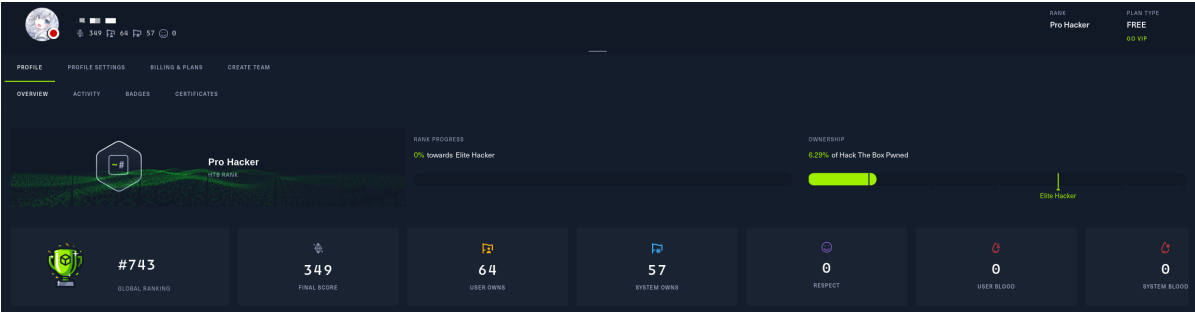 RANK
Pro Hacker
PLAN TYPE
FREE
GO VIP
349 64 57 0
PROFILE PROFILE SETTINGS BILLING & PLANS CREATE TEAM
OVERVIEW ACTIVITY BADGES CERTIFICATES
~#
Pro Hacker
HTB RANK
RANK PROGRESS
0% towards Elite Hacker
OWNERSHIP
6.29% of Hack The Box Pwned
Elite Hacker
#743
GLOBAL RANKING
349
FINAL SCORE
64
USER OWNS
57
SYSTEM OWNS
0
RESPECT
0
USER BLOOD
0
SYSTEM BLOOD